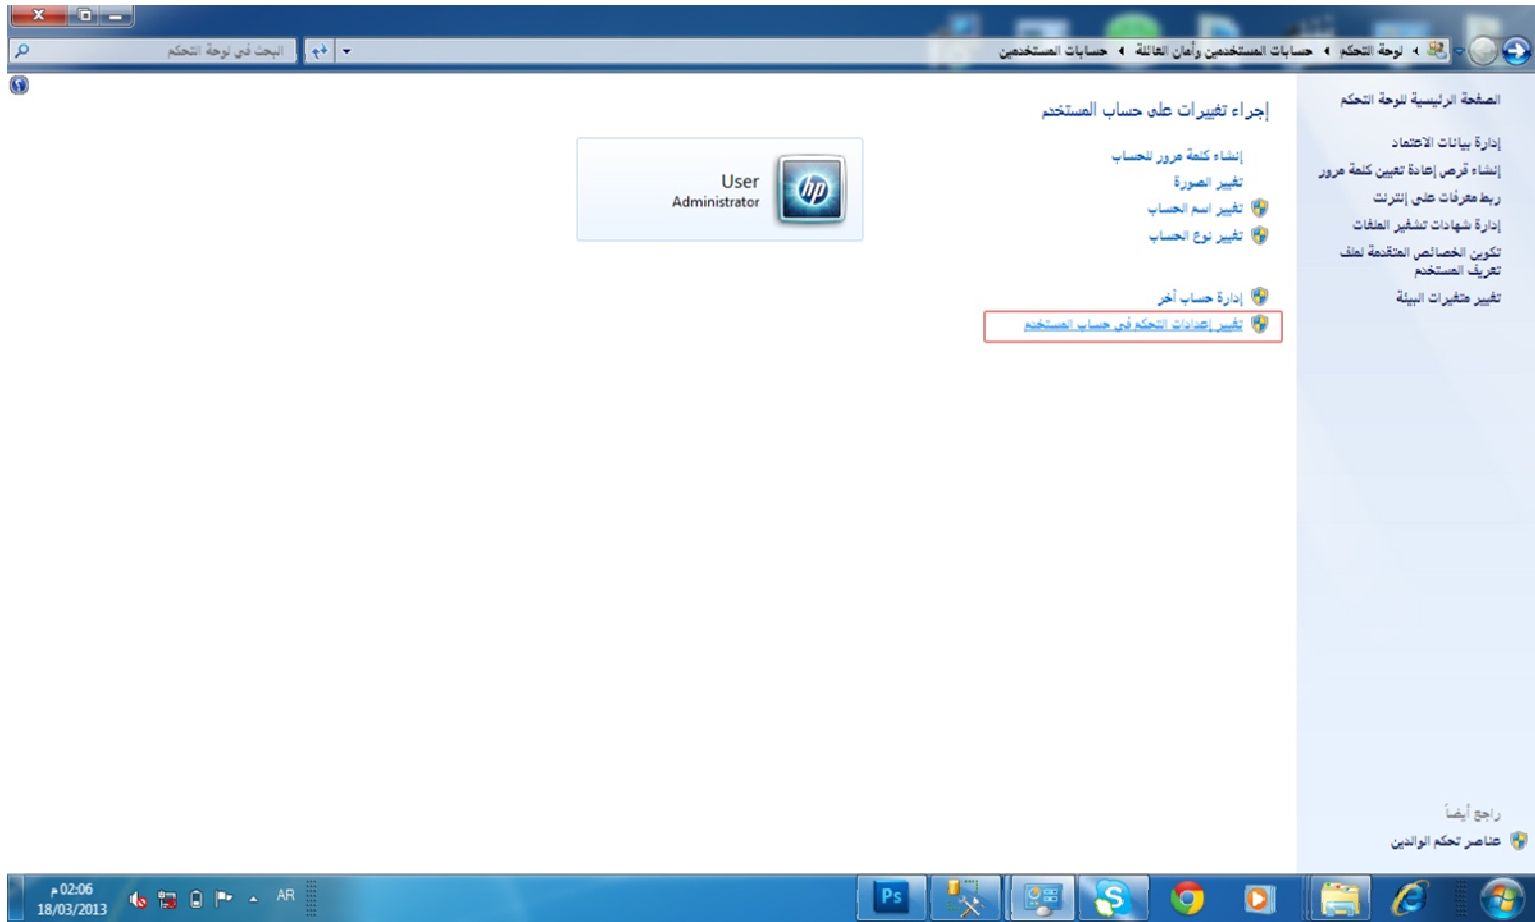 لوحة التحكم
حسابات المستخدمين وأمان العائلة
حسابات المستخدمين
البحث في لوحة التحكم
الصفحة الرئيسية للوحة التحكم
إدارة بيانات الاعتماد
إنشاء قرص إعادة تعيين كلمة مرور
ربط معرفات على إنترنت
إدارة شهادات تشفير الملفات
تكوين الخصائص المتقدمة لملف
تعريف المستخدم
تغيير متغيرات البيئة
إجراء تغييرات على حساب المستخدم
إنشاء كلمة مرور للحساب
تغيير الصورة
تغيير اسم الحساب
تغيير نوع الحساب
إدارة حساب آخر
تغيير إعدادات التحكم في حساب المستخدم
User
Administrator
hp
راجع أيضاً
عناصر تحكم الوالدين
Ps
AR
02:06 م
18/03/2013